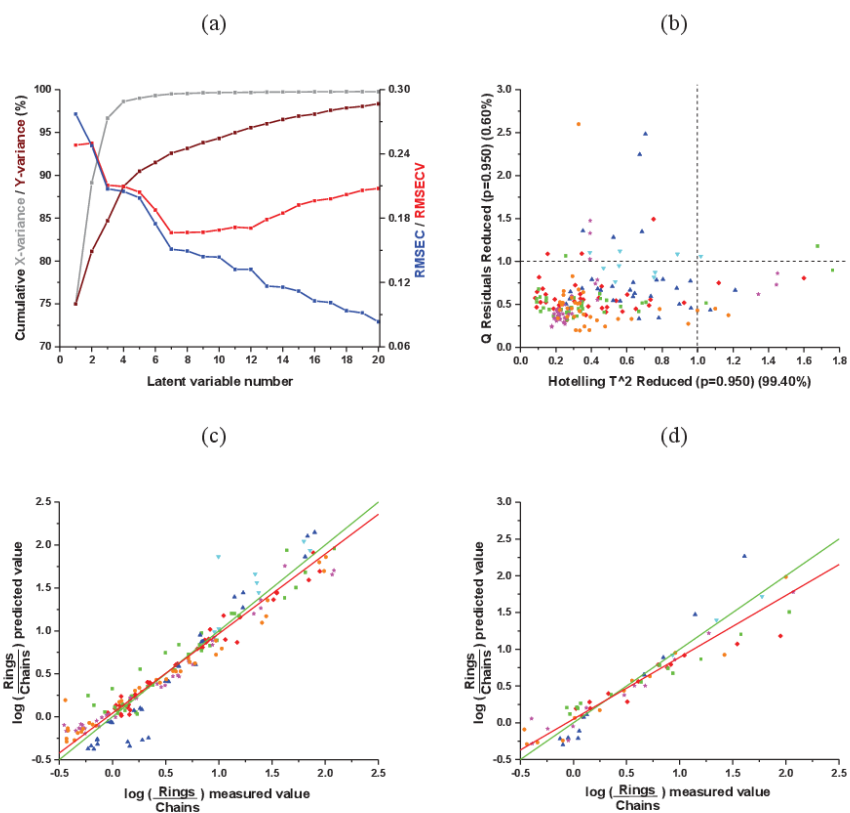 (a)
100
95
90
85
80
75
70
0.30
0.24
0.18
0.12
0.06
0 2 4 6 8 10 12 14 16 18 20
Cumulative X-variance / Y-variance (%)
RMSEC / RMSECV
Latent variable number
(b)
3.0
2.5
2.0
1.5
1.0
0.5
0.0
0.0 0.2 0.4 0.6 0.8 1.0 1.2 1.4 1.6 1.8
Q Residuals Reduced (p=0.950) (0.60%)
Hotelling T^2 Reduced (p=0.950) (99.40%)
(c)
2.5
2.0
1.5
1.0
0.5
0.0
-0.5
-0.5 0.0 0.5 1.0 1.5 2.0 2.5
log (Rings/Chains) predicted value
log (Rings/Chains) measured value
(d)
3.0
2.5
2.0
1.5
1.0
0.5
0.0
-0.5
-0.5 0.0 0.5 1.0 1.5 2.0 2.5
log (Rings/Chains) predicted value
log (Rings/Chains) measured value